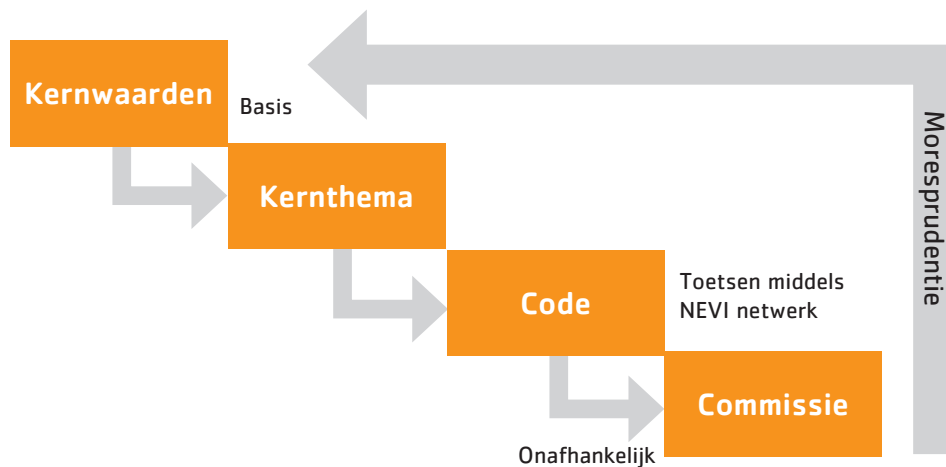 Kernwaarden
Basis
Kernthema
Code
Toetsen middels
NEVI netwerk
Commissie
Onafhankelijk
Moresprudentie